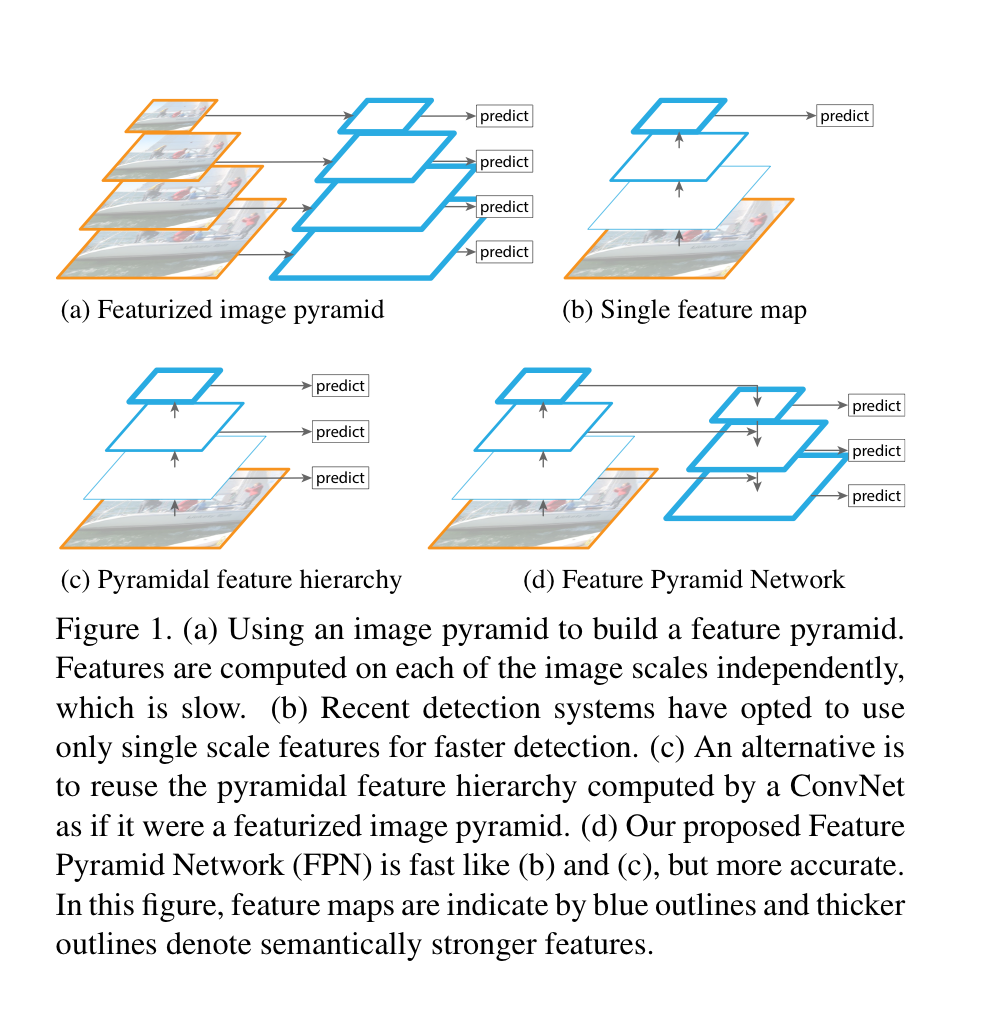 predict
predict
predict
predict
predict
(a) Featurized image pyramid
(b) Single feature map
predict
predict
predict
predict
predict
predict
(c) Pyramidal feature hierarchy
(d) Feature Pyramid Network
Figure 1. (a) Using an image pyramid to build a feature pyramid.
Features are computed on each of the image scales independently,
which is slow. (b) Recent detection systems have opted to use
only single scale features for faster detection. (c) An alternative is
to reuse the pyramidal feature hierarchy computed by a ConvNet
as if it were a featurized image pyramid. (d) Our proposed Feature
Pyramid Network (FPN) is fast like (b) and (c), but more accurate.
In this figure, feature maps are indicate by blue outlines and thicker
outlines denote semantically stronger features.